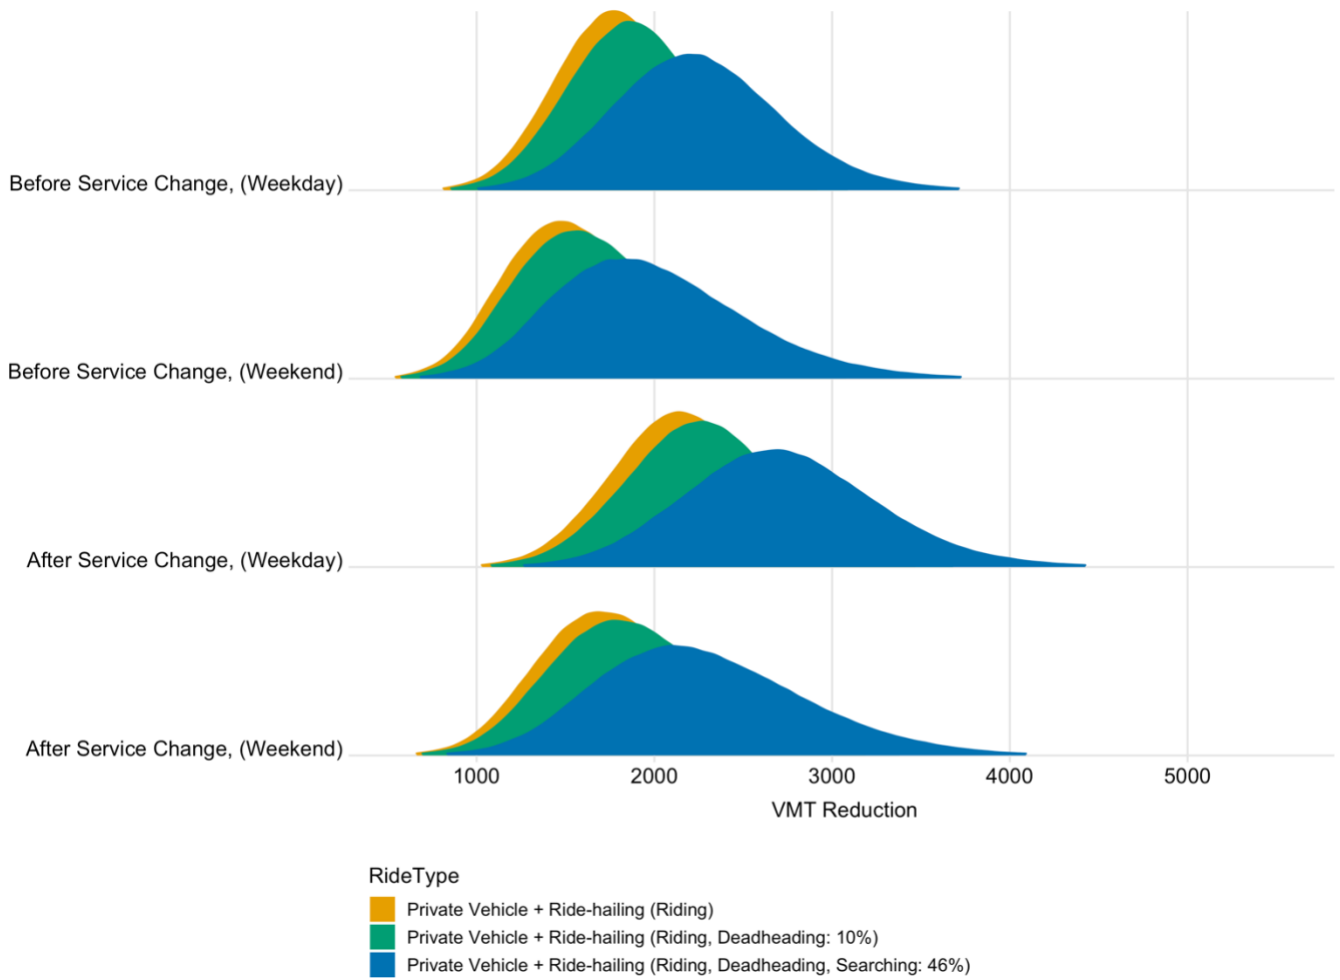 Before Service Change, (Weekday)
Before Service Change, (Weekend)
After Service Change, (Weekday)
After Service Change, (Weekend)
1000 2000 3000 4000 5000
VMT Reduction
RideType
Private Vehicle + Ride-hailing (Riding)
Private Vehicle + Ride-hailing (Riding, Deadheading: 10%)
Private Vehicle + Ride-hailing (Riding, Deadheading, Searching: 46%)